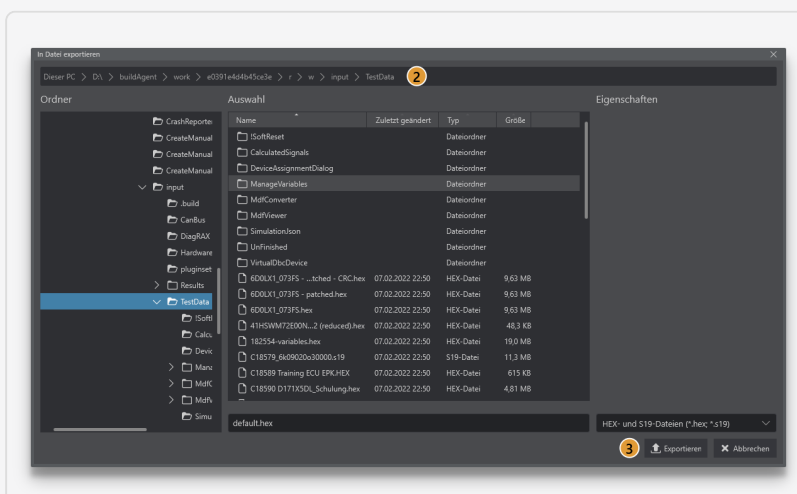 In Datei exportieren
Dieser PC > D:\ > buildAgent > work > e0391e4d4b45ce3e > r > w > input > TestData 2
Ordner Auswahl Eigenschaften
CrashReporter
CreateManual
CreateManual
CreateManual
input
.build
CanBus
DiagRAX
Hardware
pluginset
Results
TestData
!Soft
Calcu
Devic
Mana
MdfC
MdfV
Simu
Name Zuletzt geändert Typ Größe
!SoftReset Dateiordner
CalculatedSignals Dateiordner
DeviceAssignmentDialog Dateiordner
ManageVariables Dateiordner
MdfConverter Dateiordner
MdfViewer Dateiordner
SimulationJson Dateiordner
UnFinished Dateiordner
VirtualDbcDevice Dateiordner
6D0LX1_073FS - ...tched - CRC.hex 07.02.2022 22:50 HEX-Datei 9,63 MB
6D0LX1_073FS - patched.hex 07.02.2022 22:50 HEX-Datei 9,63 MB
6D0LX1_073FS.hex 07.02.2022 22:50 HEX-Datei 9,63 MB
41HSWM72E00N...2 (reduced).hex 07.02.2022 22:50 HEX-Datei 48,3 KB
182554-variables.hex 07.02.2022 22:50 HEX-Datei 19,0 MB
C18579_6k09020o30000.s19 07.02.2022 22:50 S19-Datei 11,3 MB
C18589 Training ECU EPK.HEX 07.02.2022 22:50 HEX-Datei 615 KB
C18590 D171X5DL_Schulung.hex 07.02.2022 22:50 HEX-Datei 4,81 MB
default.hex
HEX- und S19-Dateien (*.hex; *.s19)
3 Exportieren Abbrechen